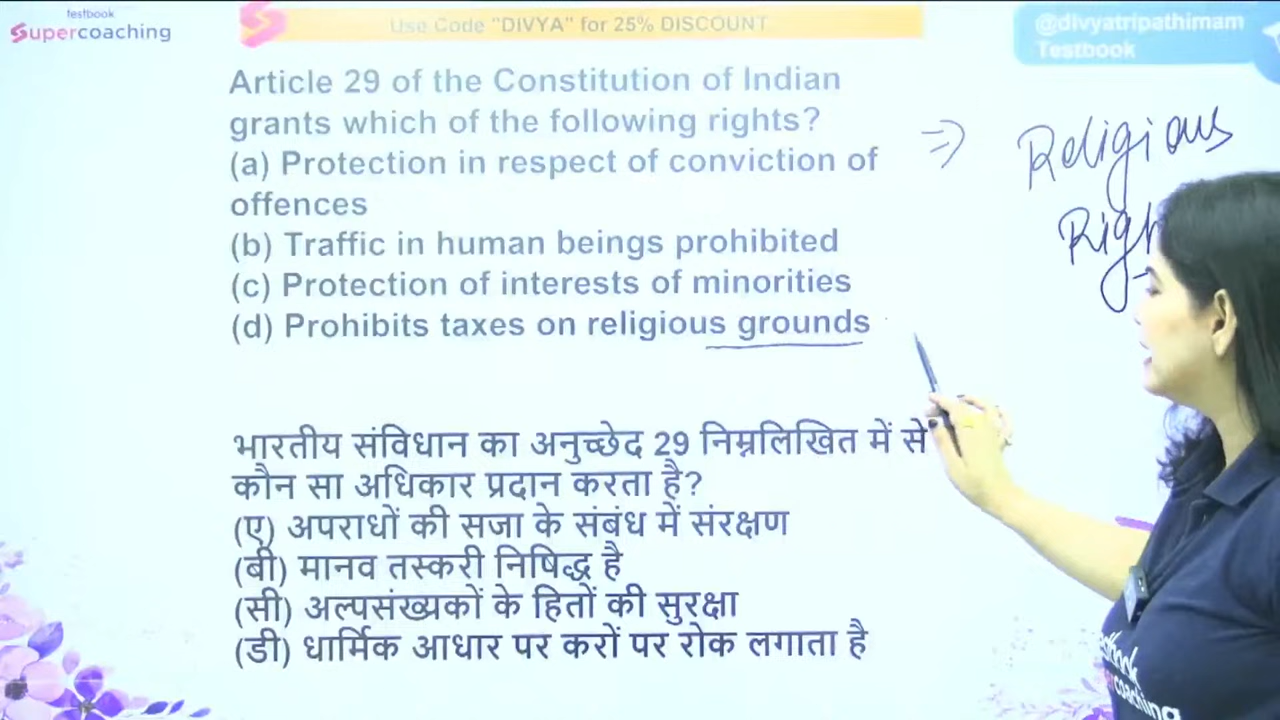 testbook
Supercoaching
Use Code "DIVYA" for 25% DISCOUNT
@divyatripathimam
Testbook
Article 29 of the Constitution of Indian
grants which of the following rights?
(a) Protection in respect of conviction of
offences
(b) Traffic in human beings prohibited
(c) Protection of interests of minorities
(d) Prohibits taxes on religious grounds
Religious
भारतीय संविधान का अनुच्छेद 29 निम्नलिखित में से
कौन सा अधिकार प्रदान करता है?
(ए) अपराधों की सजा के संबंध में संरक्षण
(बी) मानव तस्करी निषिद्ध है
(सी) अल्पसंख्यकों के हितों की सुरक्षा
(डी) धार्मिक आधार पर करों पर रोक लगाता है